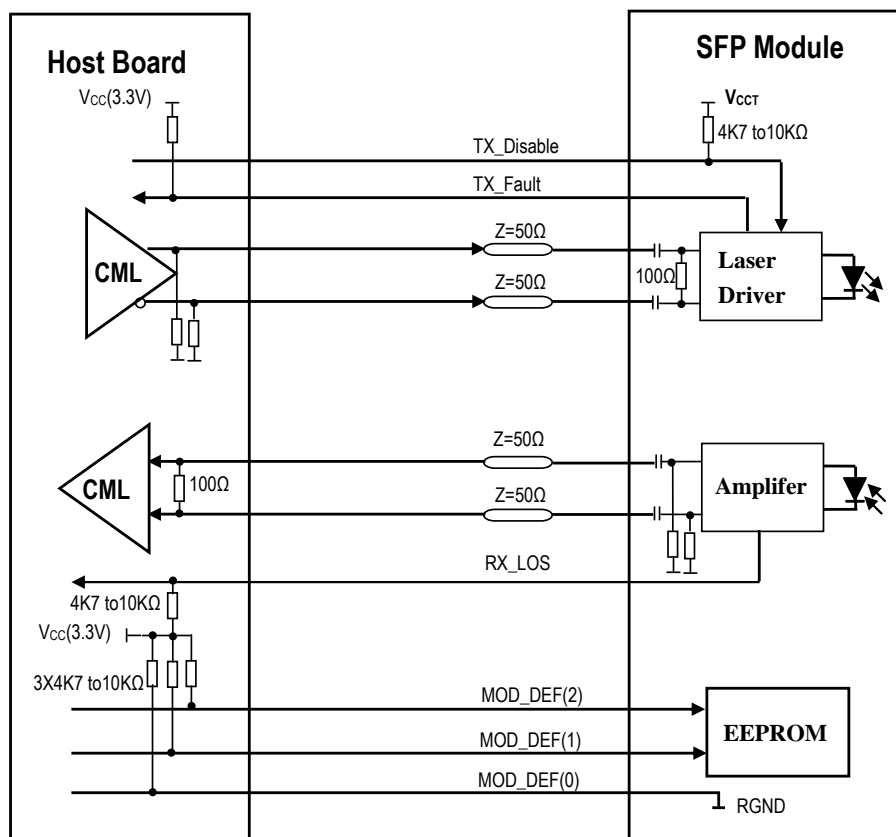 Host Board
SFP Module
VCC(3.3V)
VCCT
4K7 to10KΩ
TX_Disable
TX_Fault
Z=50Ω
CML
100Ω
Laser
Driver
Z=50Ω
Z=50Ω
CML
100Ω
Amplifer
Z=50Ω
RX_LOS
4K7 to10KΩ
VCC(3.3V)
3X4K7 to10KΩ
MOD_DEF(2)
MOD_DEF(1)
EEPROM
MOD_DEF(0)
RGND